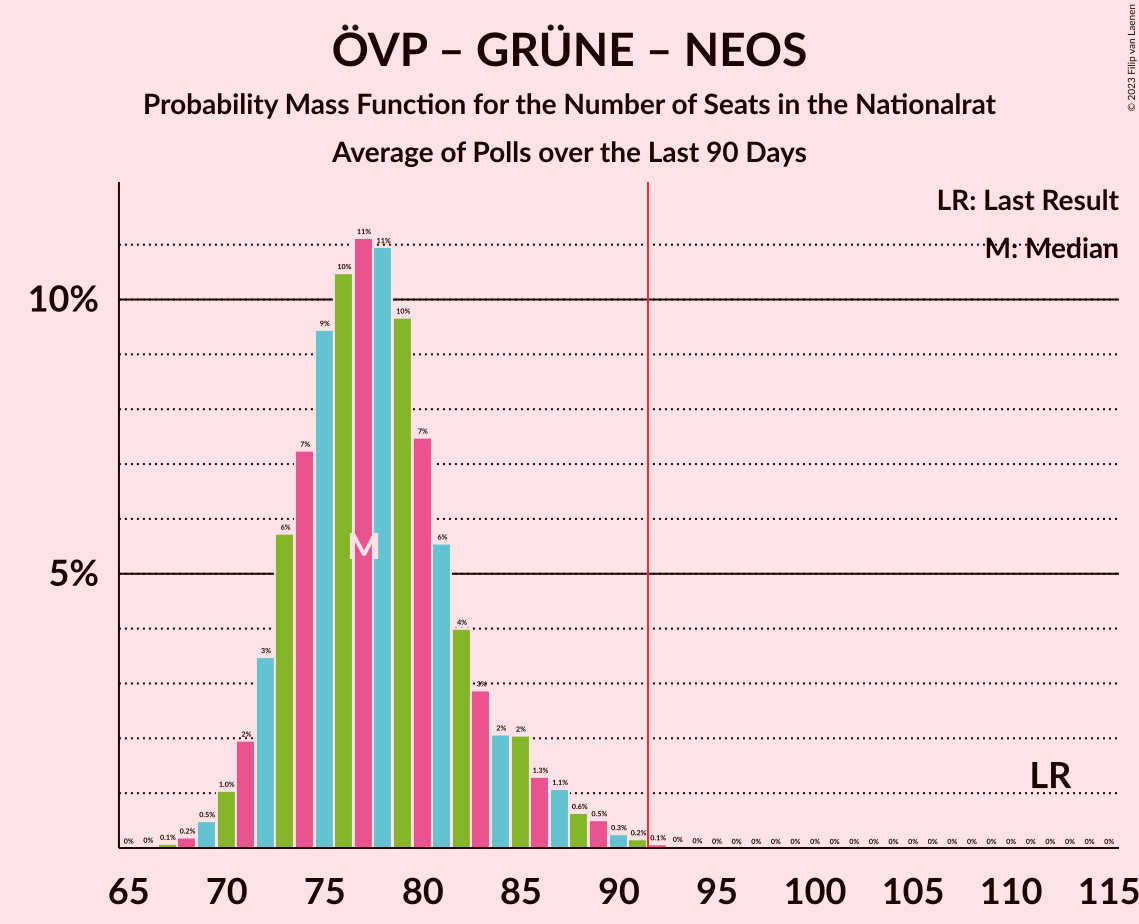 ÖVP – GRÜNE – NEOS
Probability Mass Function for the Number of Seats in the Nationalrat
Average of Polls over the Last 90 Days
© 2023 Filip van Laenen
LR: Last Result
M: Median
10%
5%
0% 0% 0.1% 0.2% 0.5% 1.0% 2% 3% 6% 7% 9% 10% 11% 11% 10% 7% 6% 4% 3% 2% 2% 1.3% 1.1% 0.6% 0.5% 0.3% 0.2% 0.1% 0% 0% 0% 0% 0% 0% 0% 0% 0% 0% 0% 0% 0% 0% 0% 0% 0% 0% 0% 0% 0% 0% 0%
M
LR
65 70 75 80 85 90 95 100 105 110 115